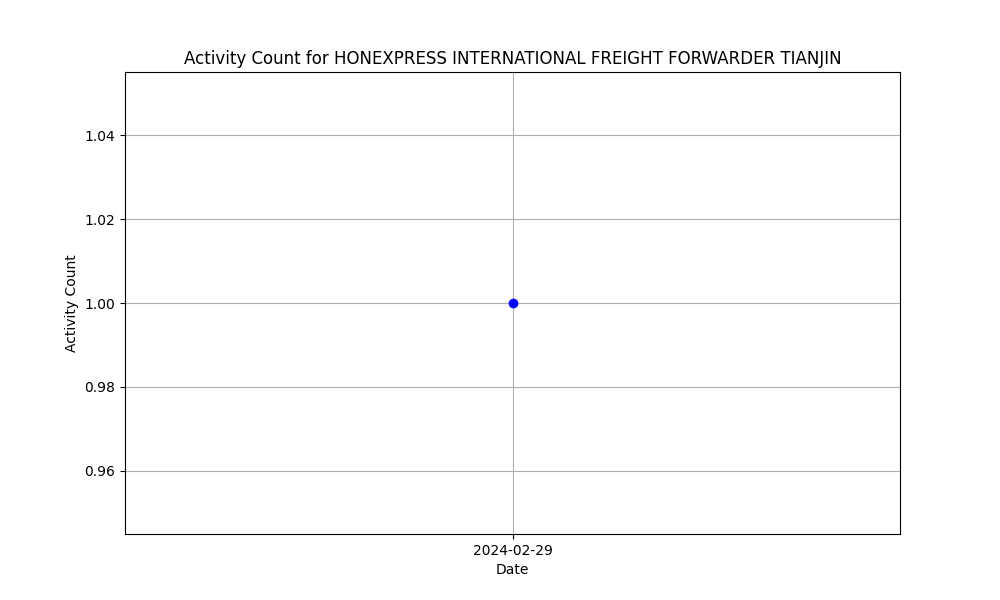 Activity Count for HONEXPRESS INTERNATIONAL FREIGHT FORWARDER TIANJIN
1.04
1.02
1.00
0.98
0.96
Activity Count
2024-02-29
Date